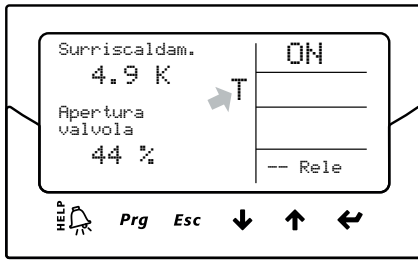 Surriscaldam.
4.9 K
Apertura
valvola
44 %
T
ON
-- Rele
HELP Prg Esc